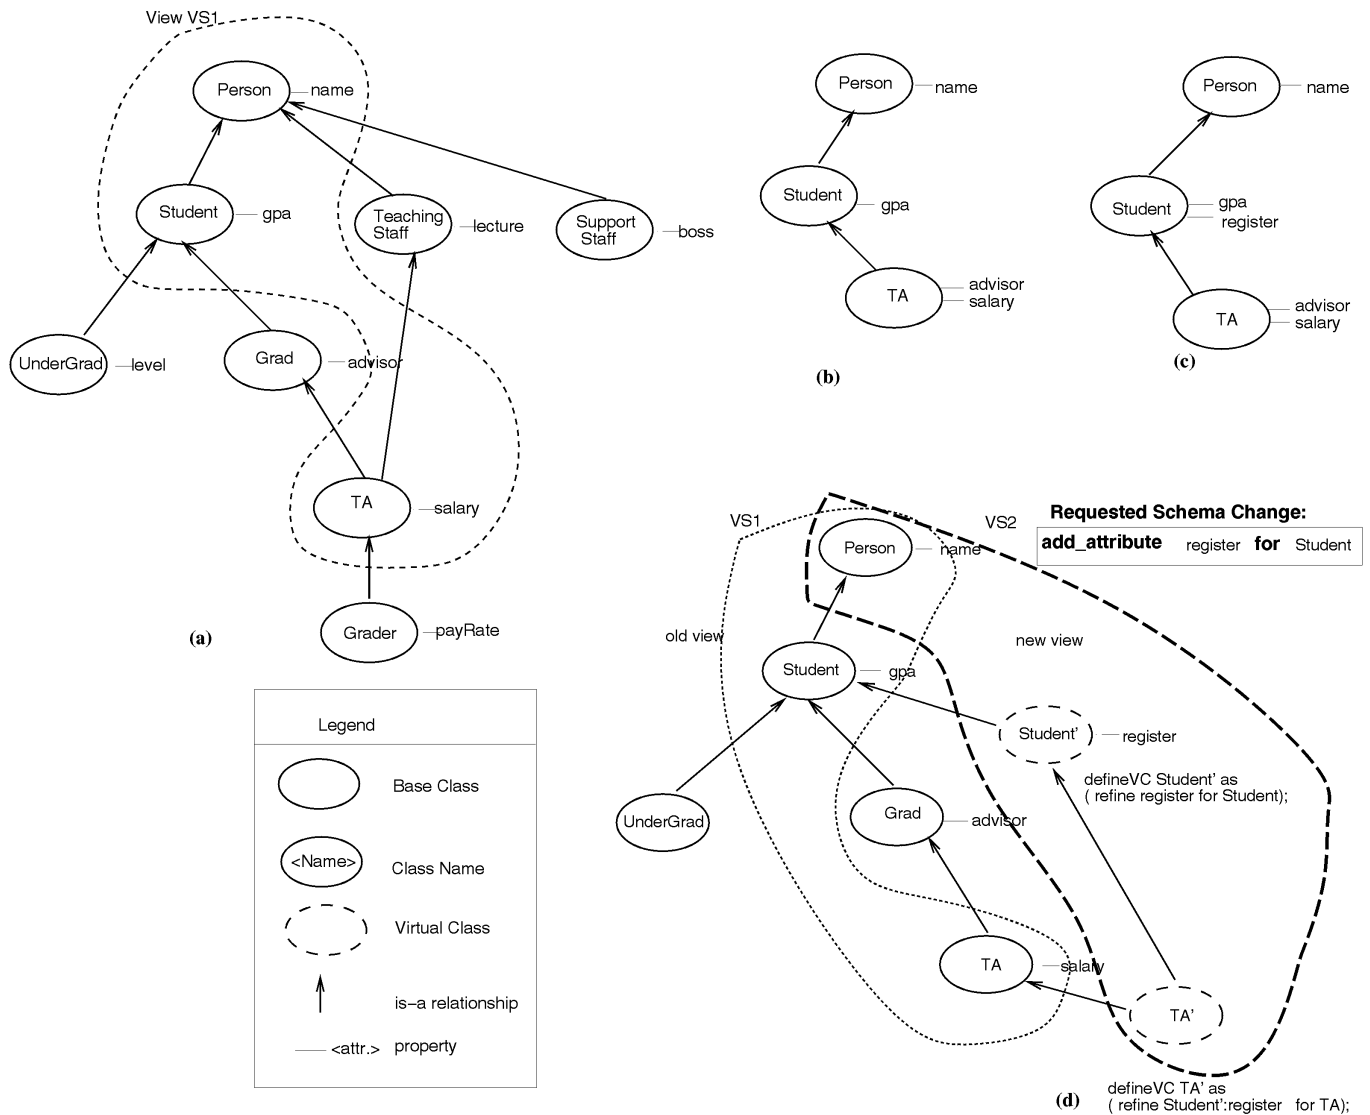 View VS1
Person
name
Student
gpa
Teaching
Staff
lecture
Support
Staff
boss
UnderGrad
level
Grad
advisor
TA
salary
Grader
payRate
(a)
Person
name
Student
gpa
TA
advisor
salary
(b)
Person
name
Student
gpa
register
TA
advisor
salary
(c)
Legend
Base Class
<Name>
Class Name
Virtual Class
is-a relationship
<attr.>
property
VS1
VS2
Requested Schema Change:
add_attribute register for Student
Person
name
old view
new view
Student
gpa
Student'
register
defineVC Student' as
( refine register for Student);
UnderGrad
Grad
advisor
TA
salary
TA'
(d)
defineVC TA' as
( refine Student':register for TA);